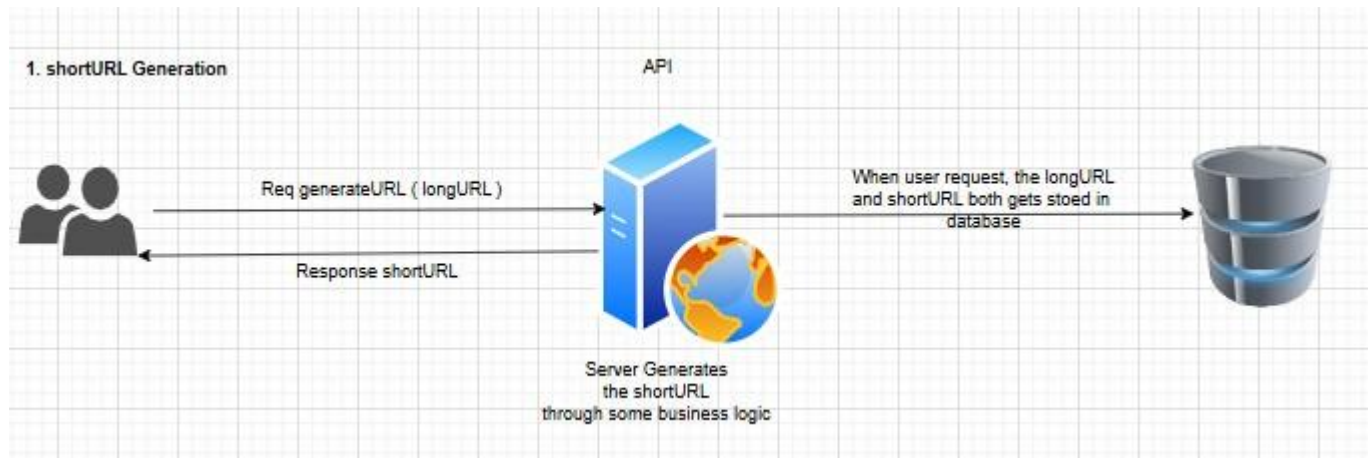 1. shortURL Generation
API
Req generateURL ( longURL )
Response shortURL
When user request, the longURL
and shortURL both gets stoed in
database
Server Generates
the shortURL
through some business logic